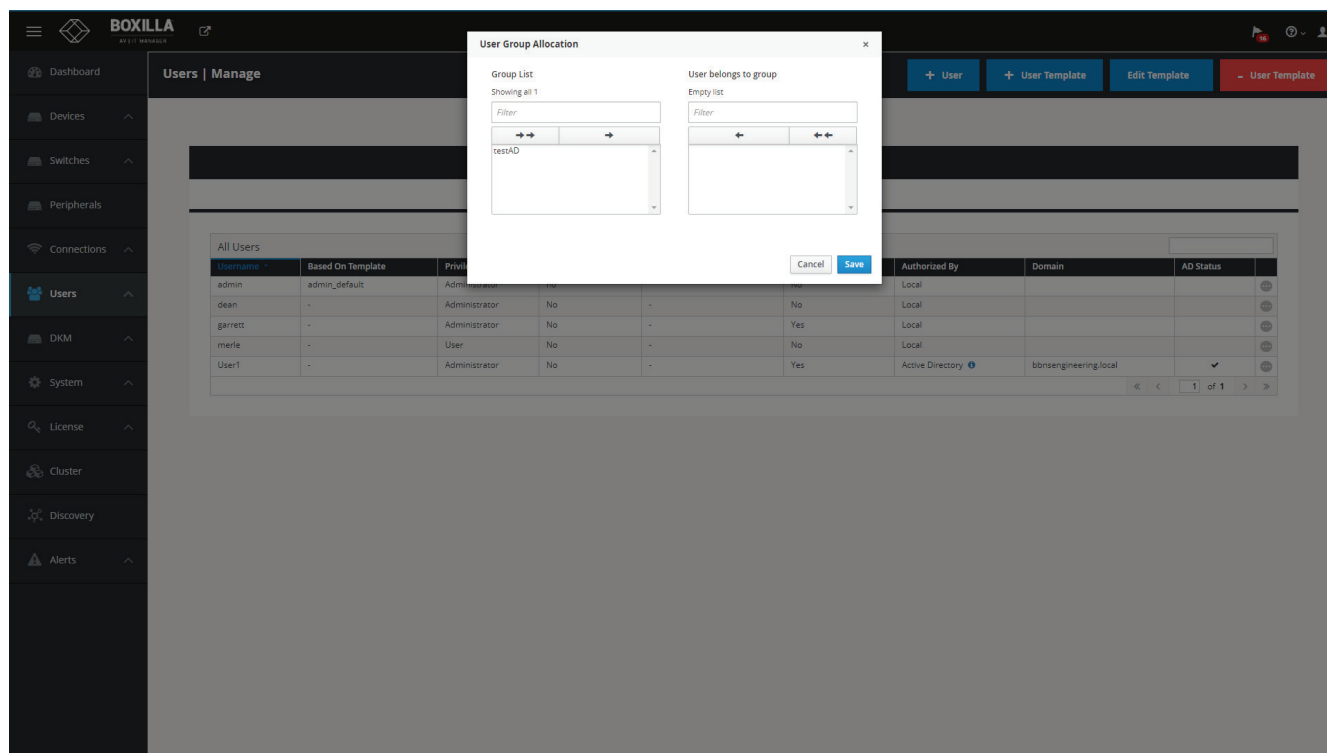 BOXILLA
AV / IT MANAGER
16
Dashboard
Devices
Switches
Peripherals
Connections
Users
DKM
System
License
Cluster
Discovery
Alerts
Users | Manage
+ User
+ User Template
Edit Template
- User Template
User Group Allocation
×
Group List
Showing all 1
Filter
testAD
User belongs to group
Empty list
Filter
Cancel
Save
All Users
Username Based On Template Authorized By Domain AD Status
admin admin_default Local
dean - Administrator No - No Local
garrett - Administrator No - Yes Local
merle - User No - No Local
User1 - Administrator No - Yes Active Directory bbnsengineering.local
1 of 1